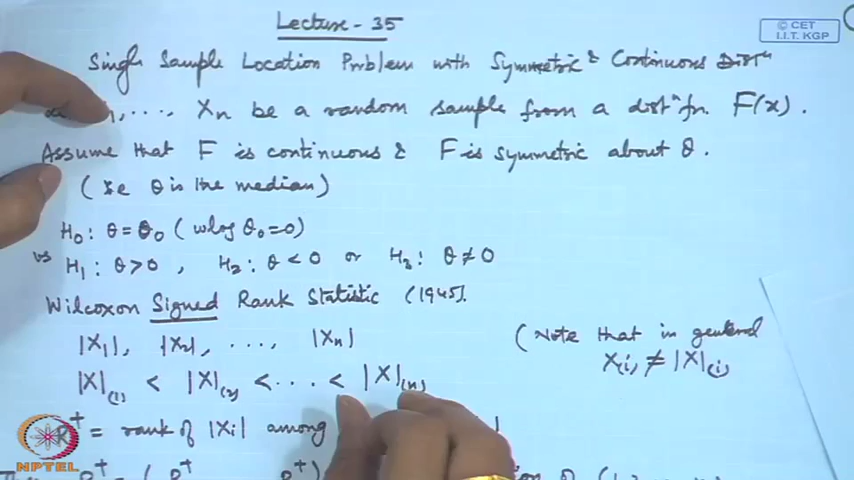 Lecture - 35
© CET
I.I.T. KGP
Single Sample Location Problem with Symmetric & Continuous Distⁿ
,...., Xn be a random sample from a distⁿ fn. F(x).
Assume that F is continuous & F is symmetric about θ.
(ie θ is the median)
H₀: θ = θ₀ (wlog θ₀=0)
vs H₁: θ > 0 , H₂: θ < 0 or H₃: θ ≠ 0
Wilcoxon Signed Rank Statistic (1945).
|X₁|, |X₂|, ...., |Xn|
(Note that in general
X₍ᵢ₎ ≠ |X|₍ᵢ₎
|X|₍₁₎ < |X|₍₂₎ < ... < |X|₍n₎
R⁺ = rank of |Xi| among
R⁺ = ( R⁺ R⁺) of
NPTEL